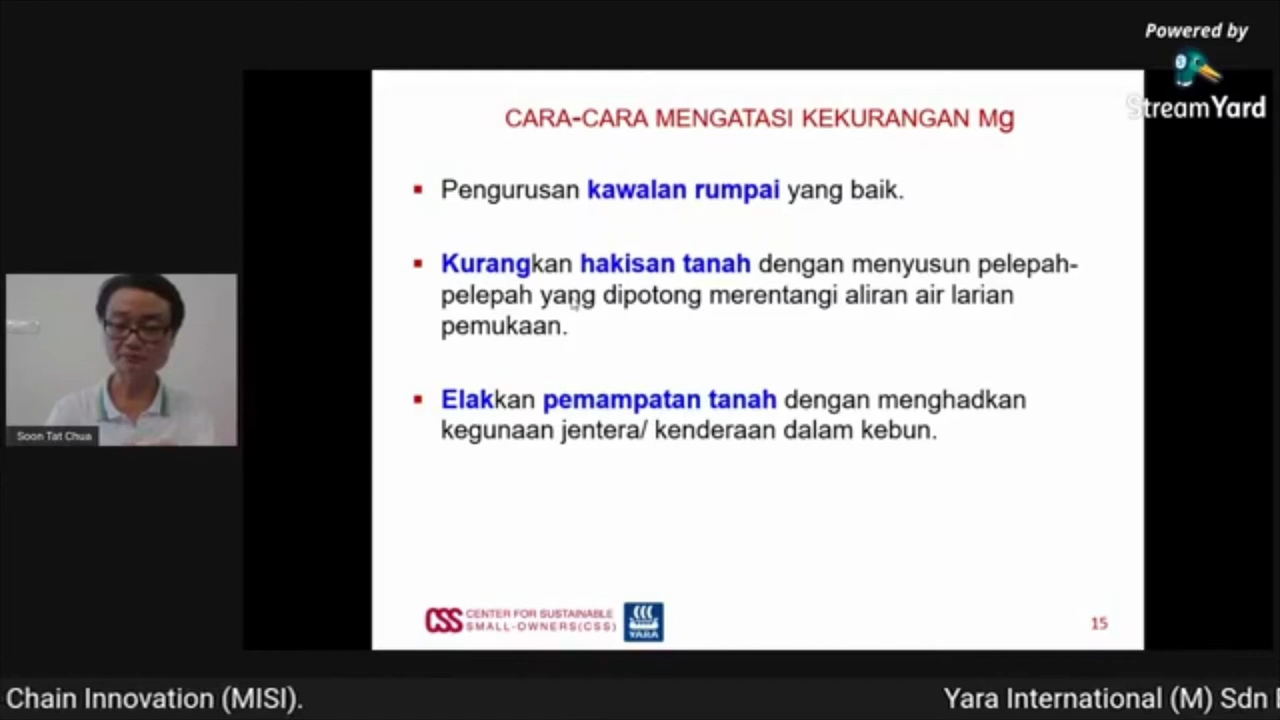 Powered by
StreamYard
CARA-CARA MENGATASI KEKURANGAN Mg
Pengurusan kawalan rumpai yang baik.
Kurangkan hakisan tanah dengan menyusun pelepah-
pelepah yang dipotong merentangi aliran air larian
pemukaan.
Elakkan pemampatan tanah dengan menghadkan
kegunaan jentera/ kenderaan dalam kebun.
Soon Tat Chua
CSS CENTER FOR SUSTAINABLE
SMALL-OWNERS(CSS)
YARA
15
Chain Innovation (MISI).
Yara International (M) Sdn